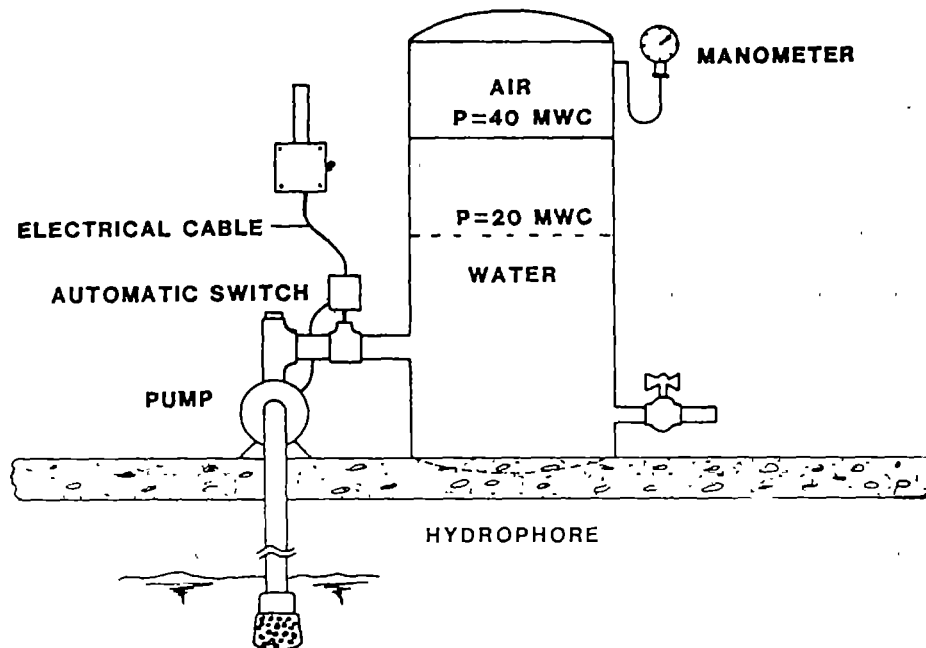 MANOMETER
AIR
P=40 MWC
P=20 MWC
ELECTRICAL CABLE
WATER
AUTOMATIC SWITCH
PUMP
HYDROPHORE